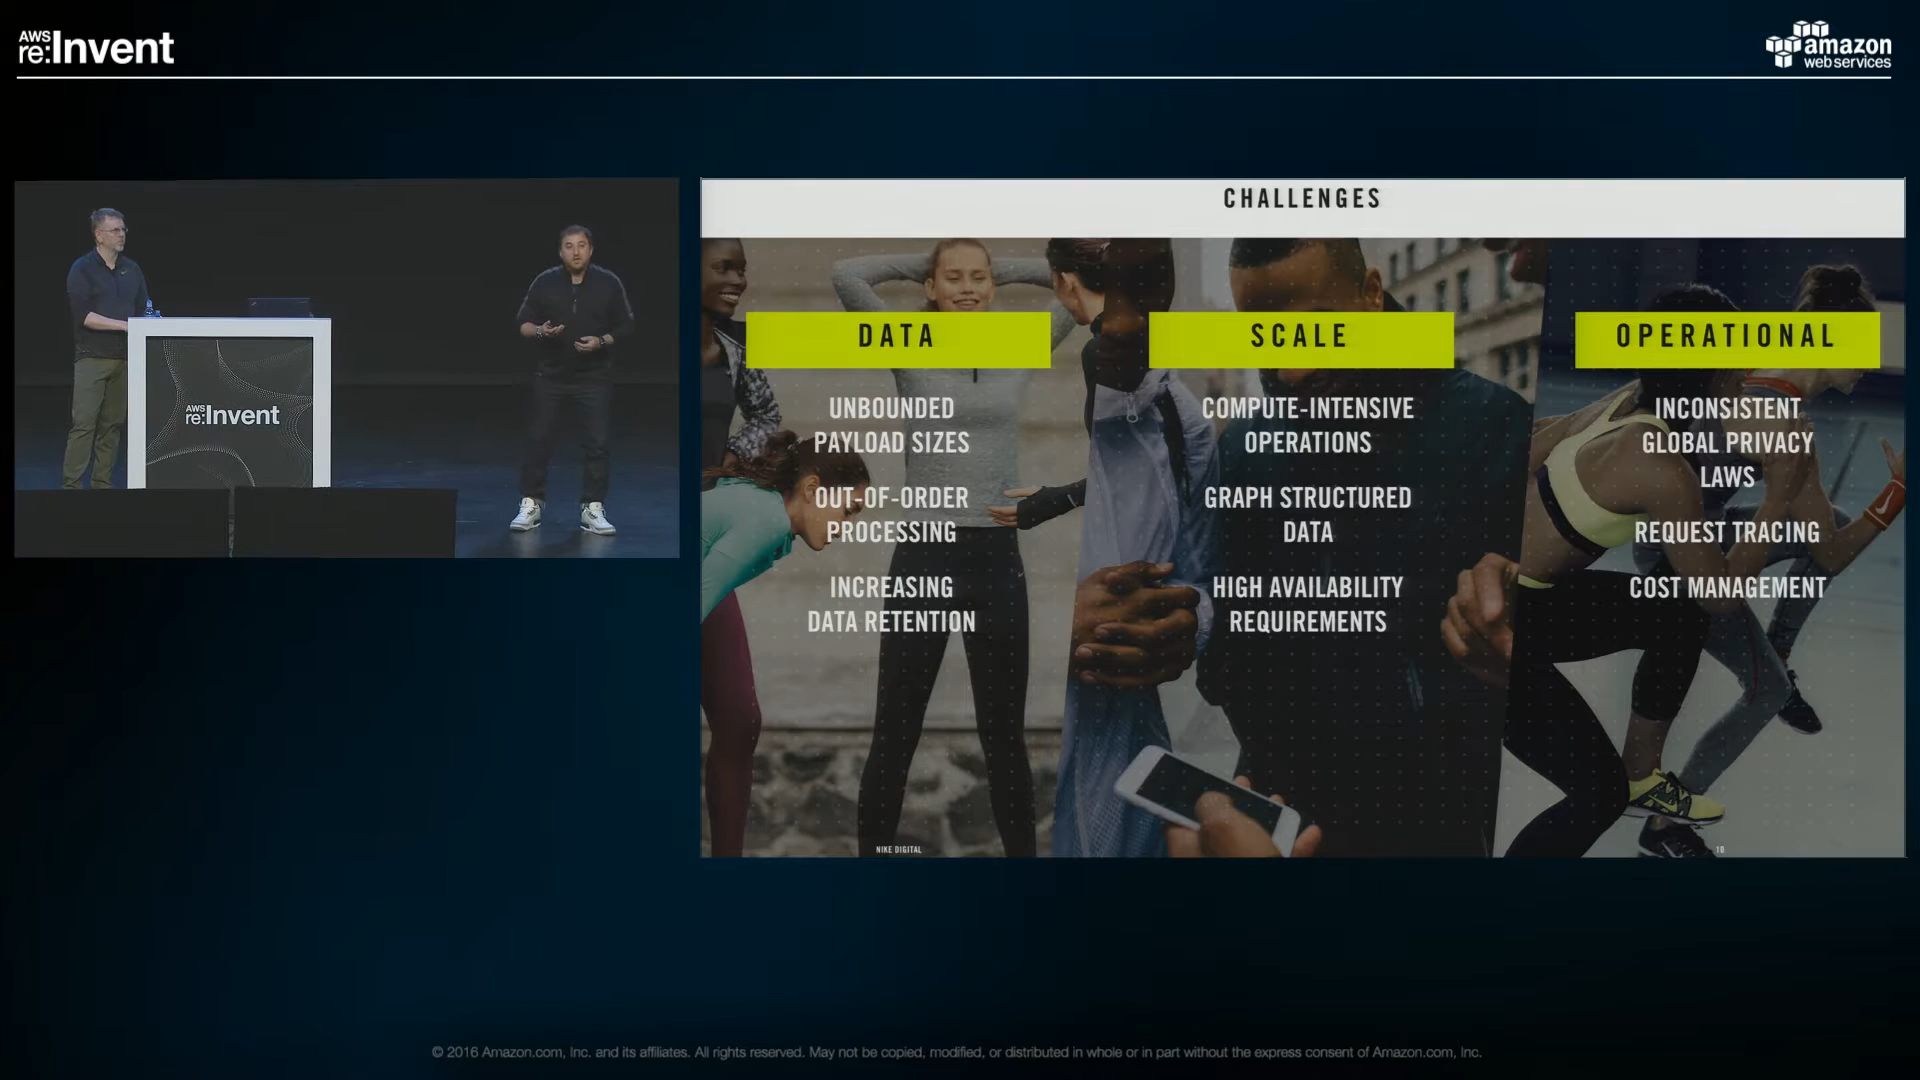 AWS
re:Invent
amazon
web services
AWS
re:Invent
CHALLENGES
DATA
UNBOUNDED
PAYLOAD SIZES
OUT-OF-ORDER
PROCESSING
INCREASING
DATA RETENTION
SCALE
COMPUTE-INTENSIVE
OPERATIONS
GRAPH STRUCTURED
DATA
HIGH AVAILABILITY
REQUIREMENTS
OPERATIONAL
INCONSISTENT
GLOBAL PRIVACY
LAWS
REQUEST TRACING
COST MANAGEMENT
NIKE DIGITAL
10
© 2016 Amazon.com, Inc. and its affiliates. All rights reserved. May not be copied, modified, or distributed in whole or in part without the express consent of Amazon.com, Inc.